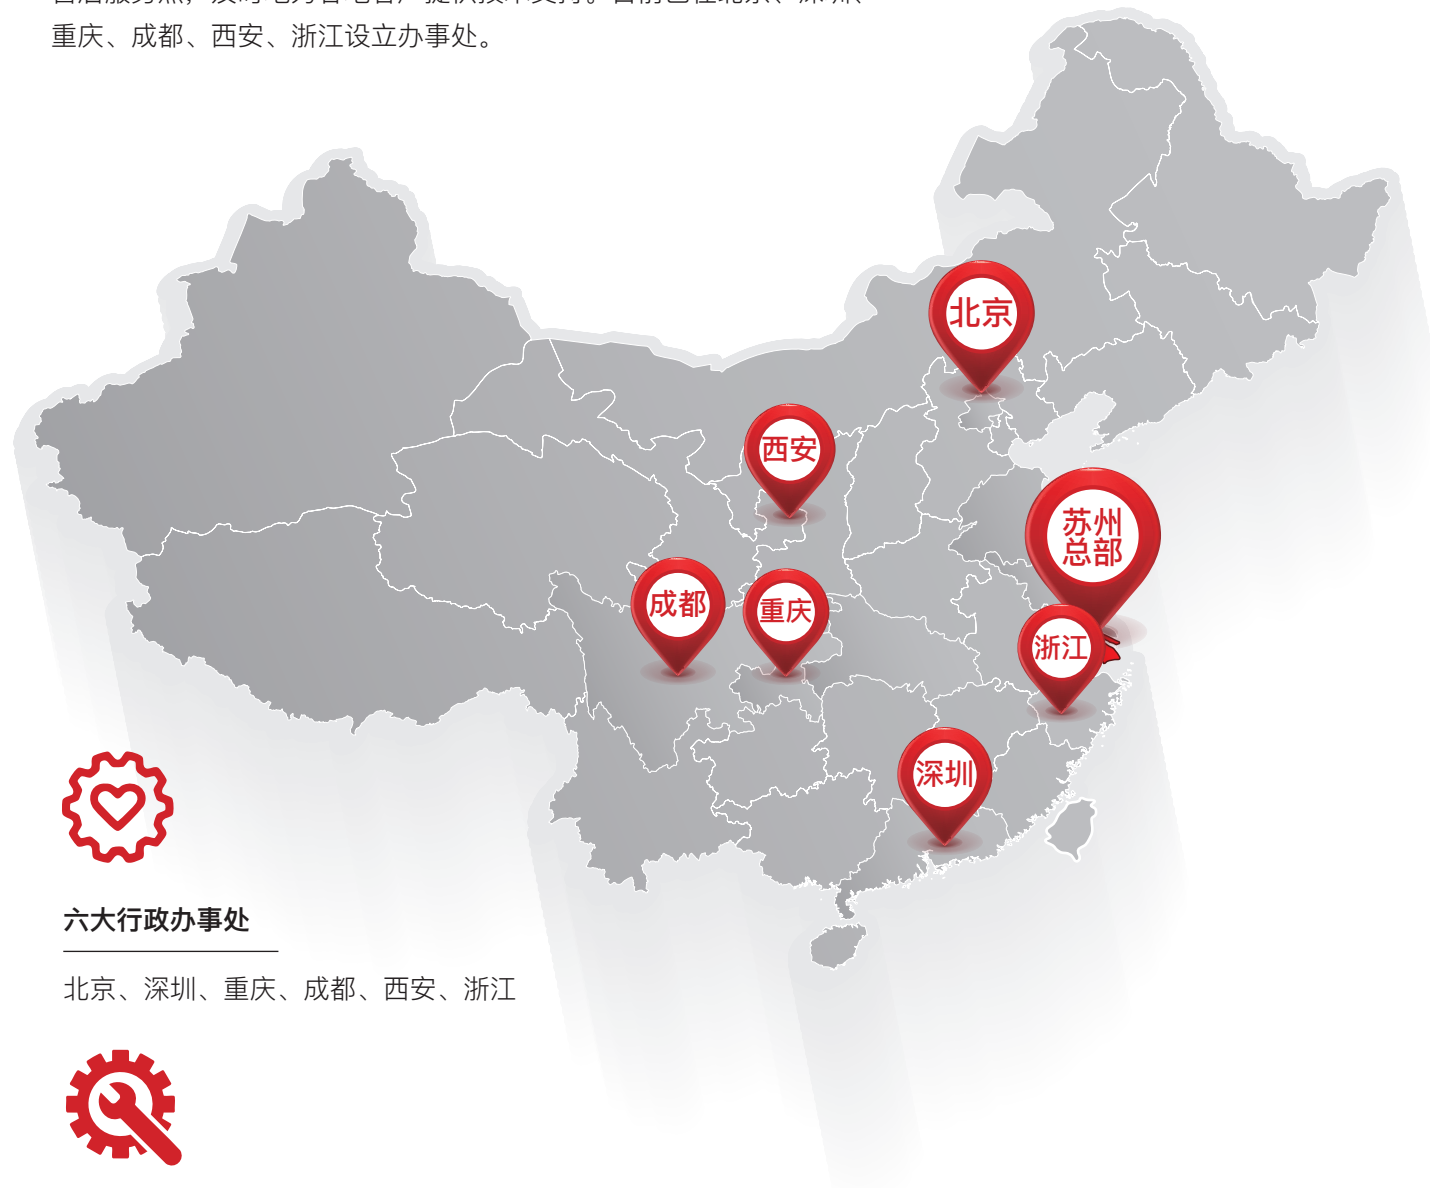 重庆、成都、西安、浙江设立办事处。
北京
西安
苏州
总部
成都
重庆
浙江
深圳
六大行政办事处
北京、深圳、重庆、成都、西安、浙江